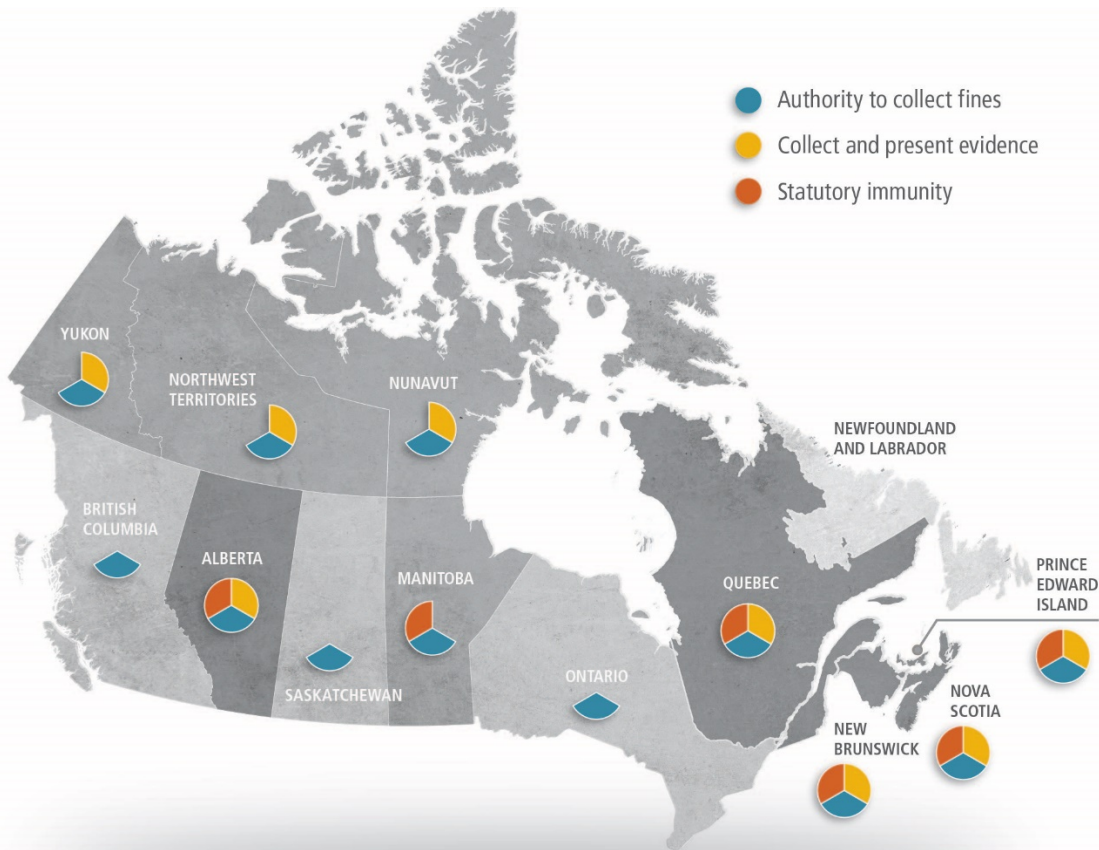 Authority to collect fines
Collect and present evidence
Statutory immunity
YUKON
NORTHWEST
TERRITORIES
NUNAVUT
NEWFOUNDLAND
AND LABRADOR
BRITISH
COLUMBIA
ALBERTA
MANITOBA
QUEBEC
PRINCE
EDWARD
ISLAND
SASKATCHEWAN
ONTARIO
NOVA
SCOTIA
NEW
BRUNSWICK